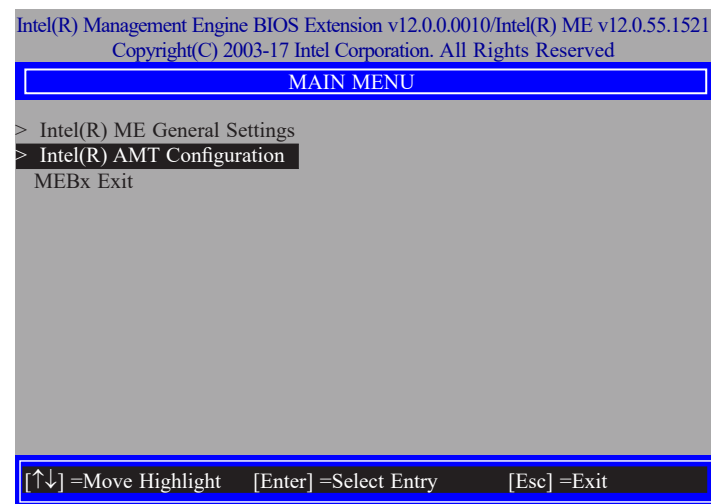 Intel(R) Management Engine BIOS Extension v12.0.0.0010/Intel(R) ME v12.0.55.1521
Copyright(C) 2003-17 Intel Corporation. All Rights Reserved
MAIN MENU
> Intel(R) ME General Settings
> Intel(R) AMT Configuration
MEBx Exit
[↑↓] =Move Highlight [Enter] =Select Entry [Esc] =Exit